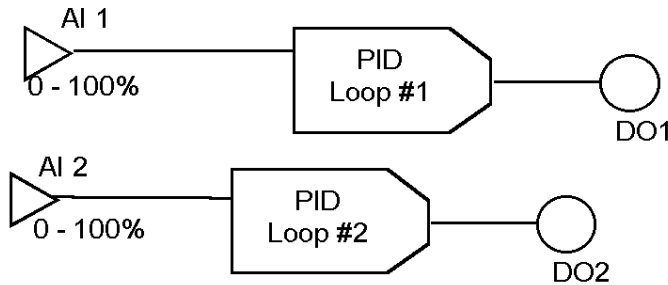 AI 1
0 - 100%
PID
Loop #1
DO1
AI 2
0 - 100%
PID
Loop #2
DO2